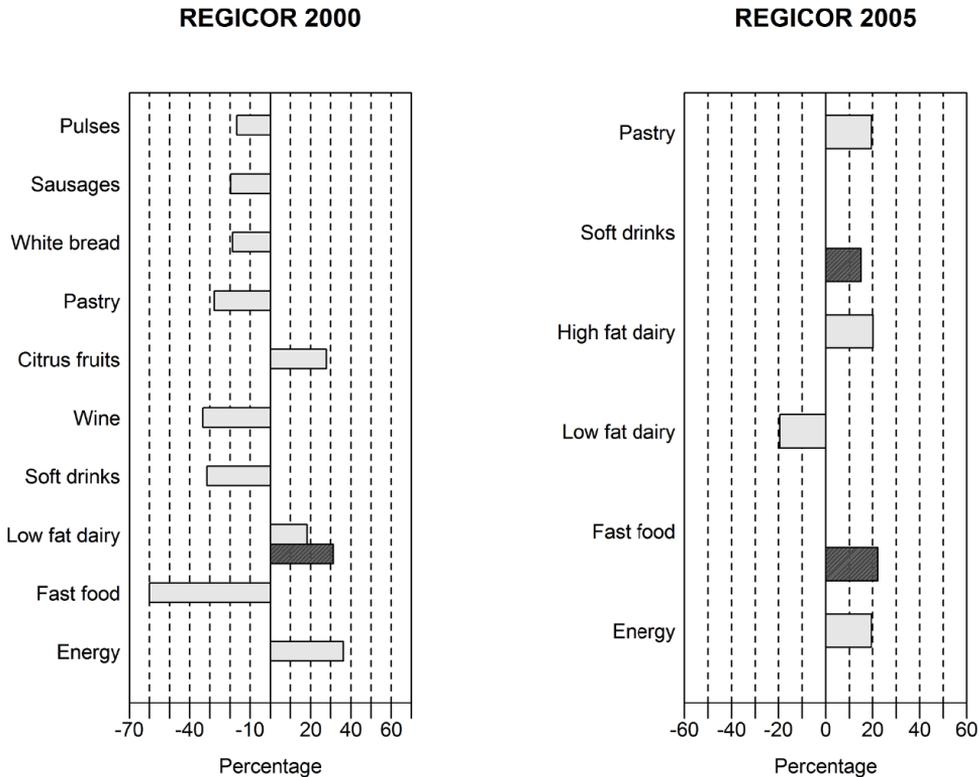 REGICOR 2000
Pulses
Sausages
White bread
Pastry
Citrus fruits
Wine
Soft drinks
Low fat dairy
Fast food
Energy
-70 -40 -10 20 40 60
Percentage
REGICOR 2005
Pastry
Soft drinks
High fat dairy
Low fat dairy
Fast food
Energy
-60 -40 -20 0 20 40 60
Percentage